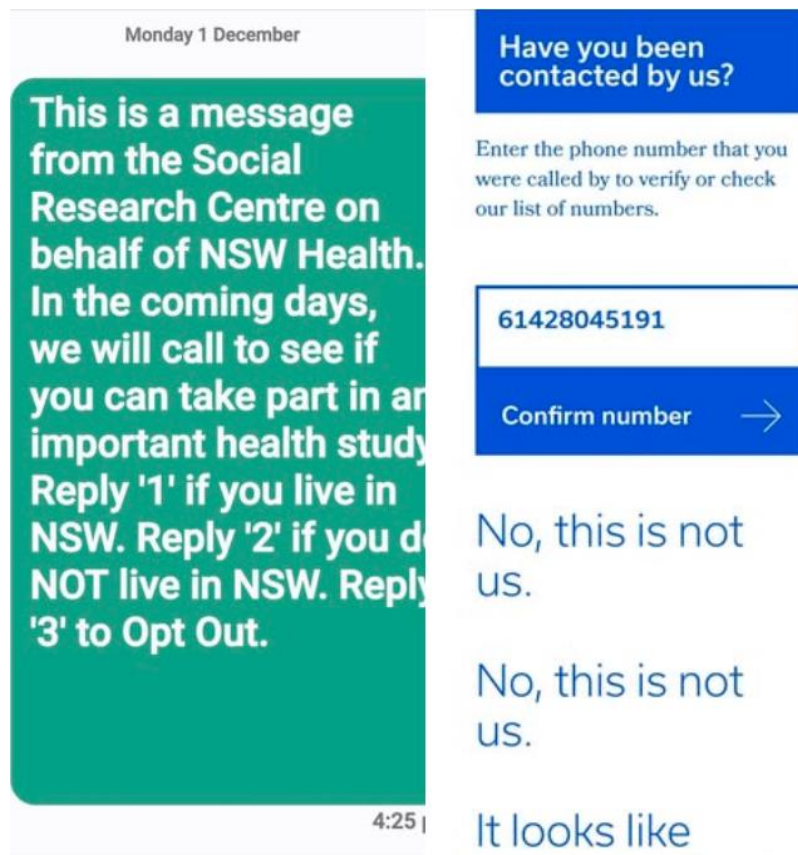 Monday 1 December
This is a message
from the Social
Research Centre on
behalf of NSW Health.
In the coming days,
we will call to see if
you can take part in an
important health study
Reply '1' if you live in
NSW. Reply '2' if you do
NOT live in NSW. Reply
'3' to Opt Out.
4:25
Have you been
contacted by us?
Enter the phone number that you
were called by to verify or check
our list of numbers.
61428045191
Confirm number
No, this is not
us.
No, this is not
us.
It looks like